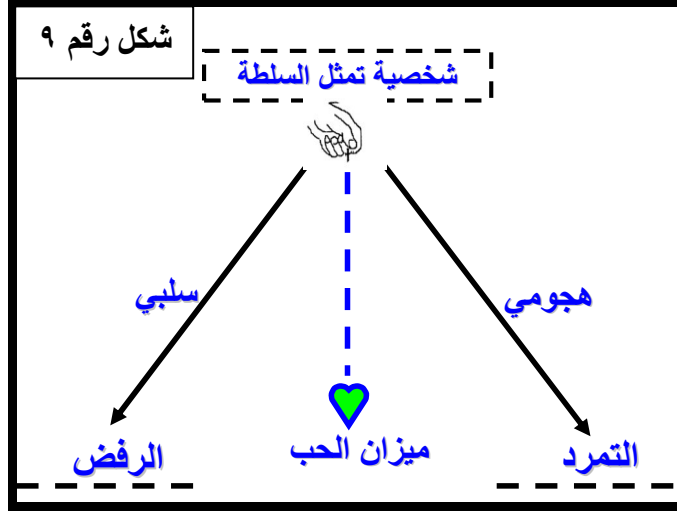 شكل رقم ٩
شخصية تمثل السلطة
هجومي
سلبي
التمرد
ميزان الحب
الرفض